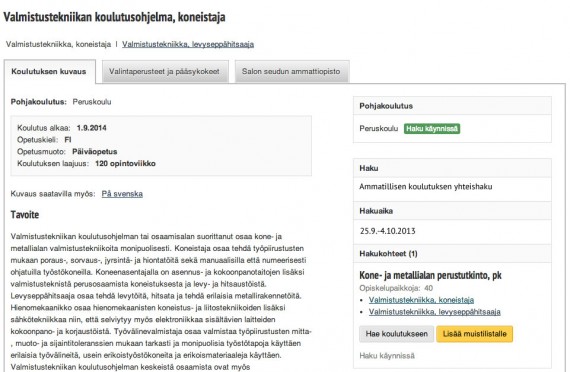 Valmistustekniikan koulutusohjelma, koneistaja
Valmistustekniikka, koneistaja | Valmistustekniikka, levyseppähitsaaja
Koulutuksen kuvaus
Valintaperusteet ja pääsykokeet
Salon seudun ammattiopisto
Pohjakoulutus: Peruskoulu
Koulutus alkaa: 1.9.2014
Opetuskieli: FI
Opetusmuoto: Päiväopetus
Koulutuksen laajuus: 120 opintoviikko
Kuvaus saatavilla myös: På svenska
Tavoite
Valmistustekniikan koulutusohjelman tai osaamisalan suorittanut osaa kone- ja
metallialan valmistustekniikoita monipuolisesti. Koneistaja osaa tehdä työpiirustusten
mukaan poraus-, sorvaus-, jyrsintä- ja hiontatöitä sekä manuaalisilla että numeerisesti
ohjatuilla työstökoneilla. Koneenasentajalla on asennus- ja kokoonpanotaitojen lisäksi
valmistusteknistä perusosaamista koneistuksesta ja levy- ja hitsaustöistä.
Levyseppähitsaaja osaa tehdä levytöitä, hitsata ja tehdä erilaisia metallirakennetöitä.
Hienomekaanikko osaa hienomekaanisten koneistus- ja liitostekniikoiden lisäksi
sähkötekniikkaa niin, että selviytyy myös elektroniikkaa sisältävien laitteiden
kokoonpano- ja korjaustöistä. Työvälinevalmistaja osaa valmistaa työpiirustusten mitta-
, muoto- ja sijaintitoleranssien mukaan tarkasti ja monipuolisia työstötapoja käyttäen
erilaisia työvälineitä, usein erikoistyöstökoneita ja erikoismateriaaleja käyttäen.
Valmistustekniikan koulutusohjelman keskeistä osaamista ovat myös
Pohjakoulutus
Peruskoulu Haku käynnissä
Haku
Ammatillisen koulutuksen yhteishaku
Hakuaika
25.9.-4.10.2013
Hakukohteet (1)
Kone- ja metallialan perustutkinto, pk
Opiskelupaikkoja: 40
• Valmistustekniikka, koneistaja
• Valmistustekniikka, levyseppähitsaaja
Hae koulutukseen
Lisää muistilistalle
Haku käynnissä